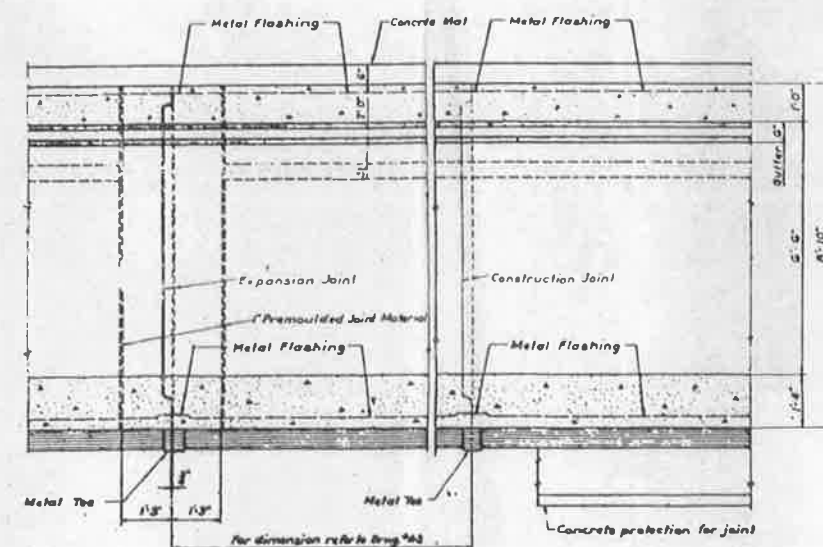 Metal Flashing
Concrete Mat
Metal Flashing
6"
1'-0"
1'-0"
Gutter 6"
6'-6"
8'-10"
Expansion Joint
Construction Joint
1" Premoulded Joint Material
Metal Flashing
Metal Flashing
Metal Tee
Metal Tee
1'-3"
1'-3"
Concrete protection for joint
For dimension refer to Drwg.